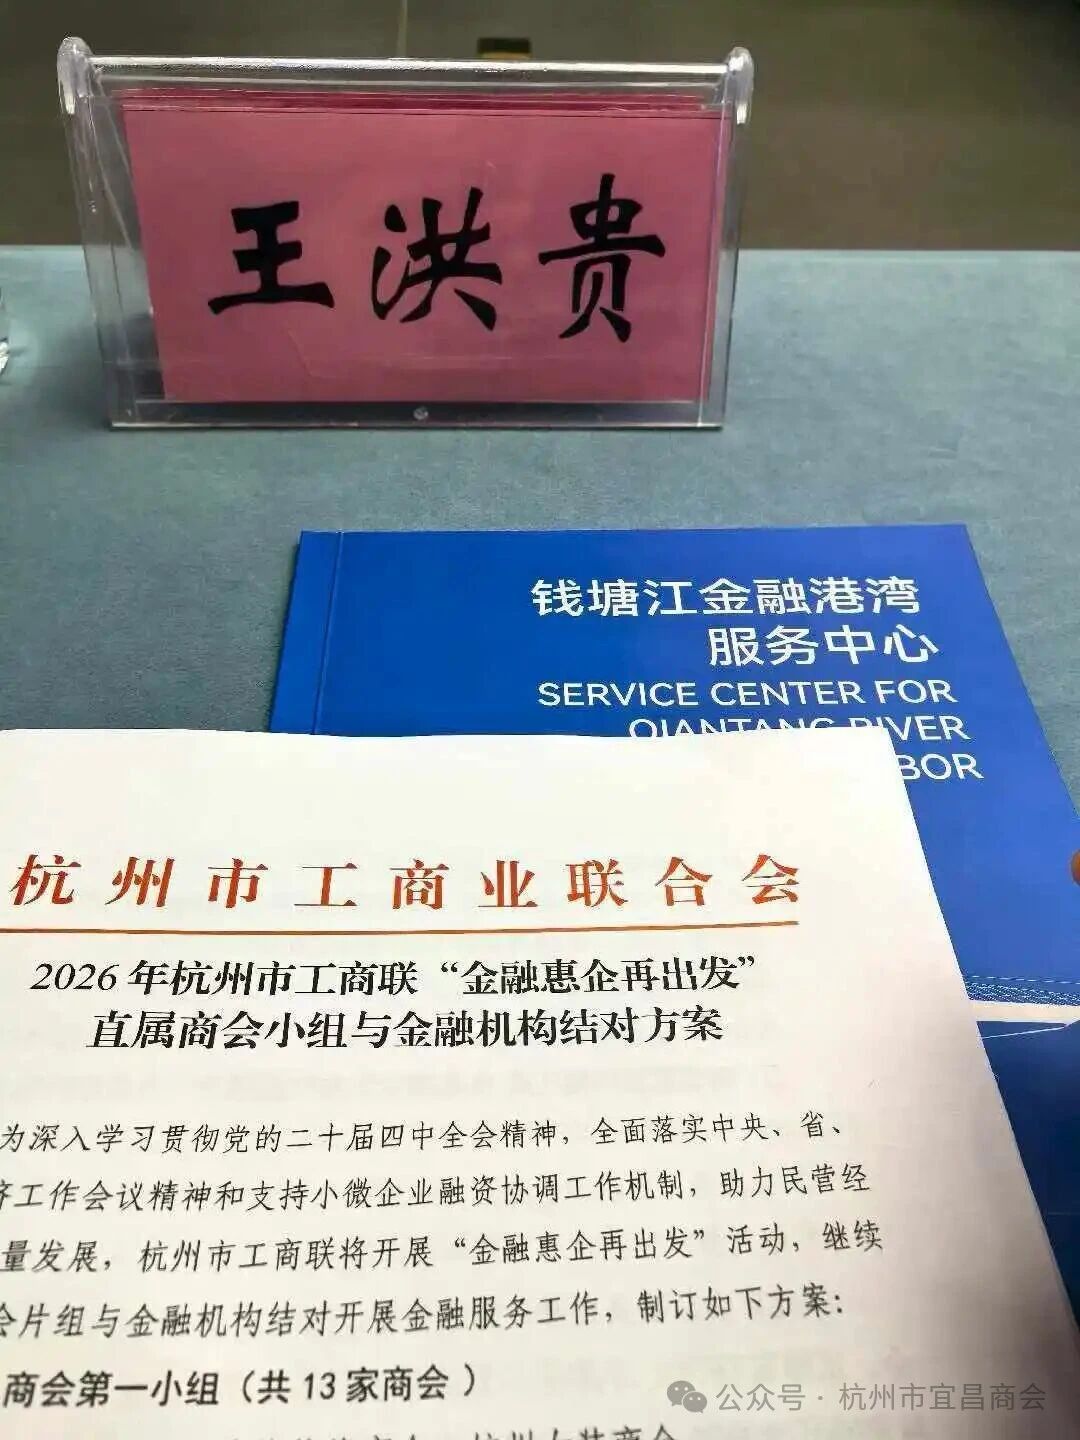 王洪贵
钱塘江金融港湾
服务中心
SERVICE CENTER FOR
QIANTANG RIVER
BOR
杭州市工商业联合会
2026年杭州市工商联“金融惠企再出发”
直属商会小组与金融机构结对方案
为深入学习贯彻党的二十届四中全会精神，全面落实中央、省、
济工作会议精神和支持小微企业融资协调工作机制，助力民营经
量发展，杭州市工商联将开展“金融惠企再出发”活动，继续
会片组与金融机构结对开展金融服务工作，制订如下方案：
商会第一小组（共13家商会）
公众号·杭州市宜昌商会